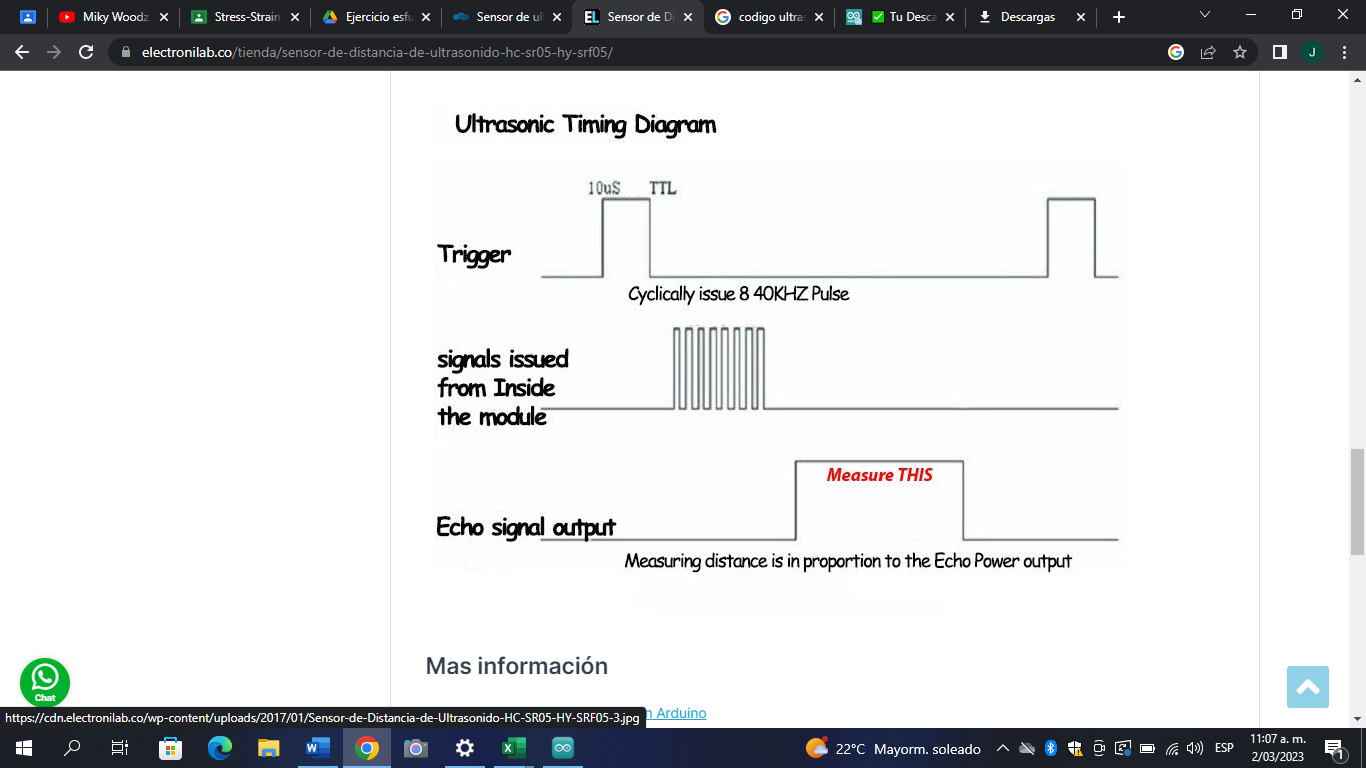 Miky Woodz
Stress-Strain
Ejercicio esfu
Sensor de ul
Sensor de Di
codigo ultras
Tu Desca
Descargas
electronilab.co/tienda/sensor-de-distancia-de-ultrasonido-hc-sr05-hy-srf05/
J
Ultrasonic Timing Diagram
10uS TTL
Trigger
Cyclically issue 8 40KHZ Pulse
signals issued
from Inside
the module
Measure THIS
Echo signal output
Measuring distance is in proportion to the Echo Power output
Mas información
Chat
n Arduino
https://cdn.electronilab.co/wp-content/uploads/2017/01/Sensor-de-Distancia-de-Ultrasonido-HC-SR05-HY-SRF05-3.jpg
22°C Mayorm. soleado
ESP
11:07 a. m.
2/03/2023
1